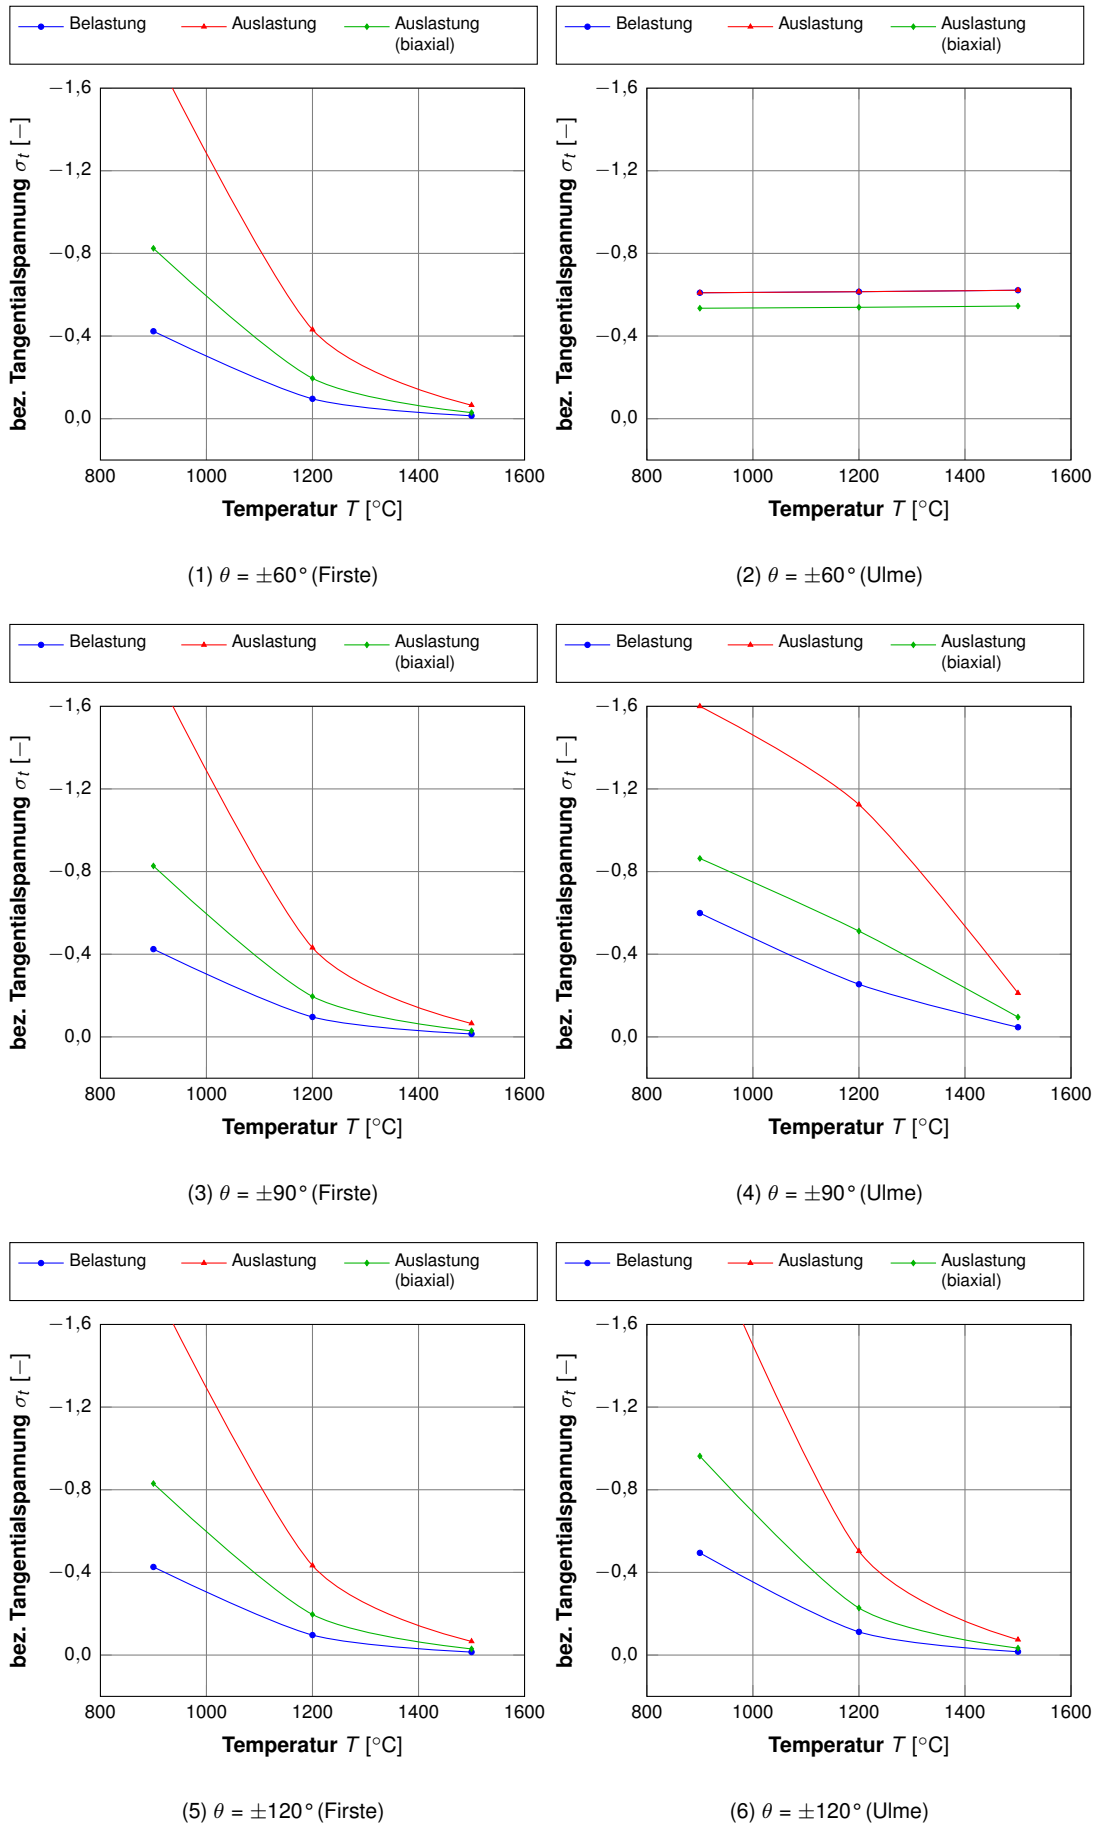 Belastung Auslastung Auslastung
(biaxial)
Belastung Auslastung Auslastung
(biaxial)
bez. Tangentialspannung σt [−]
−1,6
−1,2
−0,8
−0,4
0,0
800 1000 1200 1400 1600
Temperatur T [°C]
(1) θ = ±60° (Firste)
bez. Tangentialspannung σt [−]
−1,6
−1,2
−0,8
−0,4
0,0
800 1000 1200 1400 1600
Temperatur T [°C]
(2) θ = ±60° (Ulme)
Belastung Auslastung Auslastung
(biaxial)
Belastung Auslastung Auslastung
(biaxial)
bez. Tangentialspannung σt [−]
−1,6
−1,2
−0,8
−0,4
0,0
800 1000 1200 1400 1600
Temperatur T [°C]
(3) θ = ±90° (Firste)
bez. Tangentialspannung σt [−]
−1,6
−1,2
−0,8
−0,4
0,0
800 1000 1200 1400 1600
Temperatur T [°C]
(4) θ = ±90° (Ulme)
Belastung Auslastung Auslastung
(biaxial)
Belastung Auslastung Auslastung
(biaxial)
bez. Tangentialspannung σt [−]
−1,6
−1,2
−0,8
−0,4
0,0
800 1000 1200 1400 1600
Temperatur T [°C]
(5) θ = ±120° (Firste)
bez. Tangentialspannung σt [−]
−1,6
−1,2
−0,8
−0,4
0,0
800 1000 1200 1400 1600
Temperatur T [°C]
(6) θ = ±120° (Ulme)